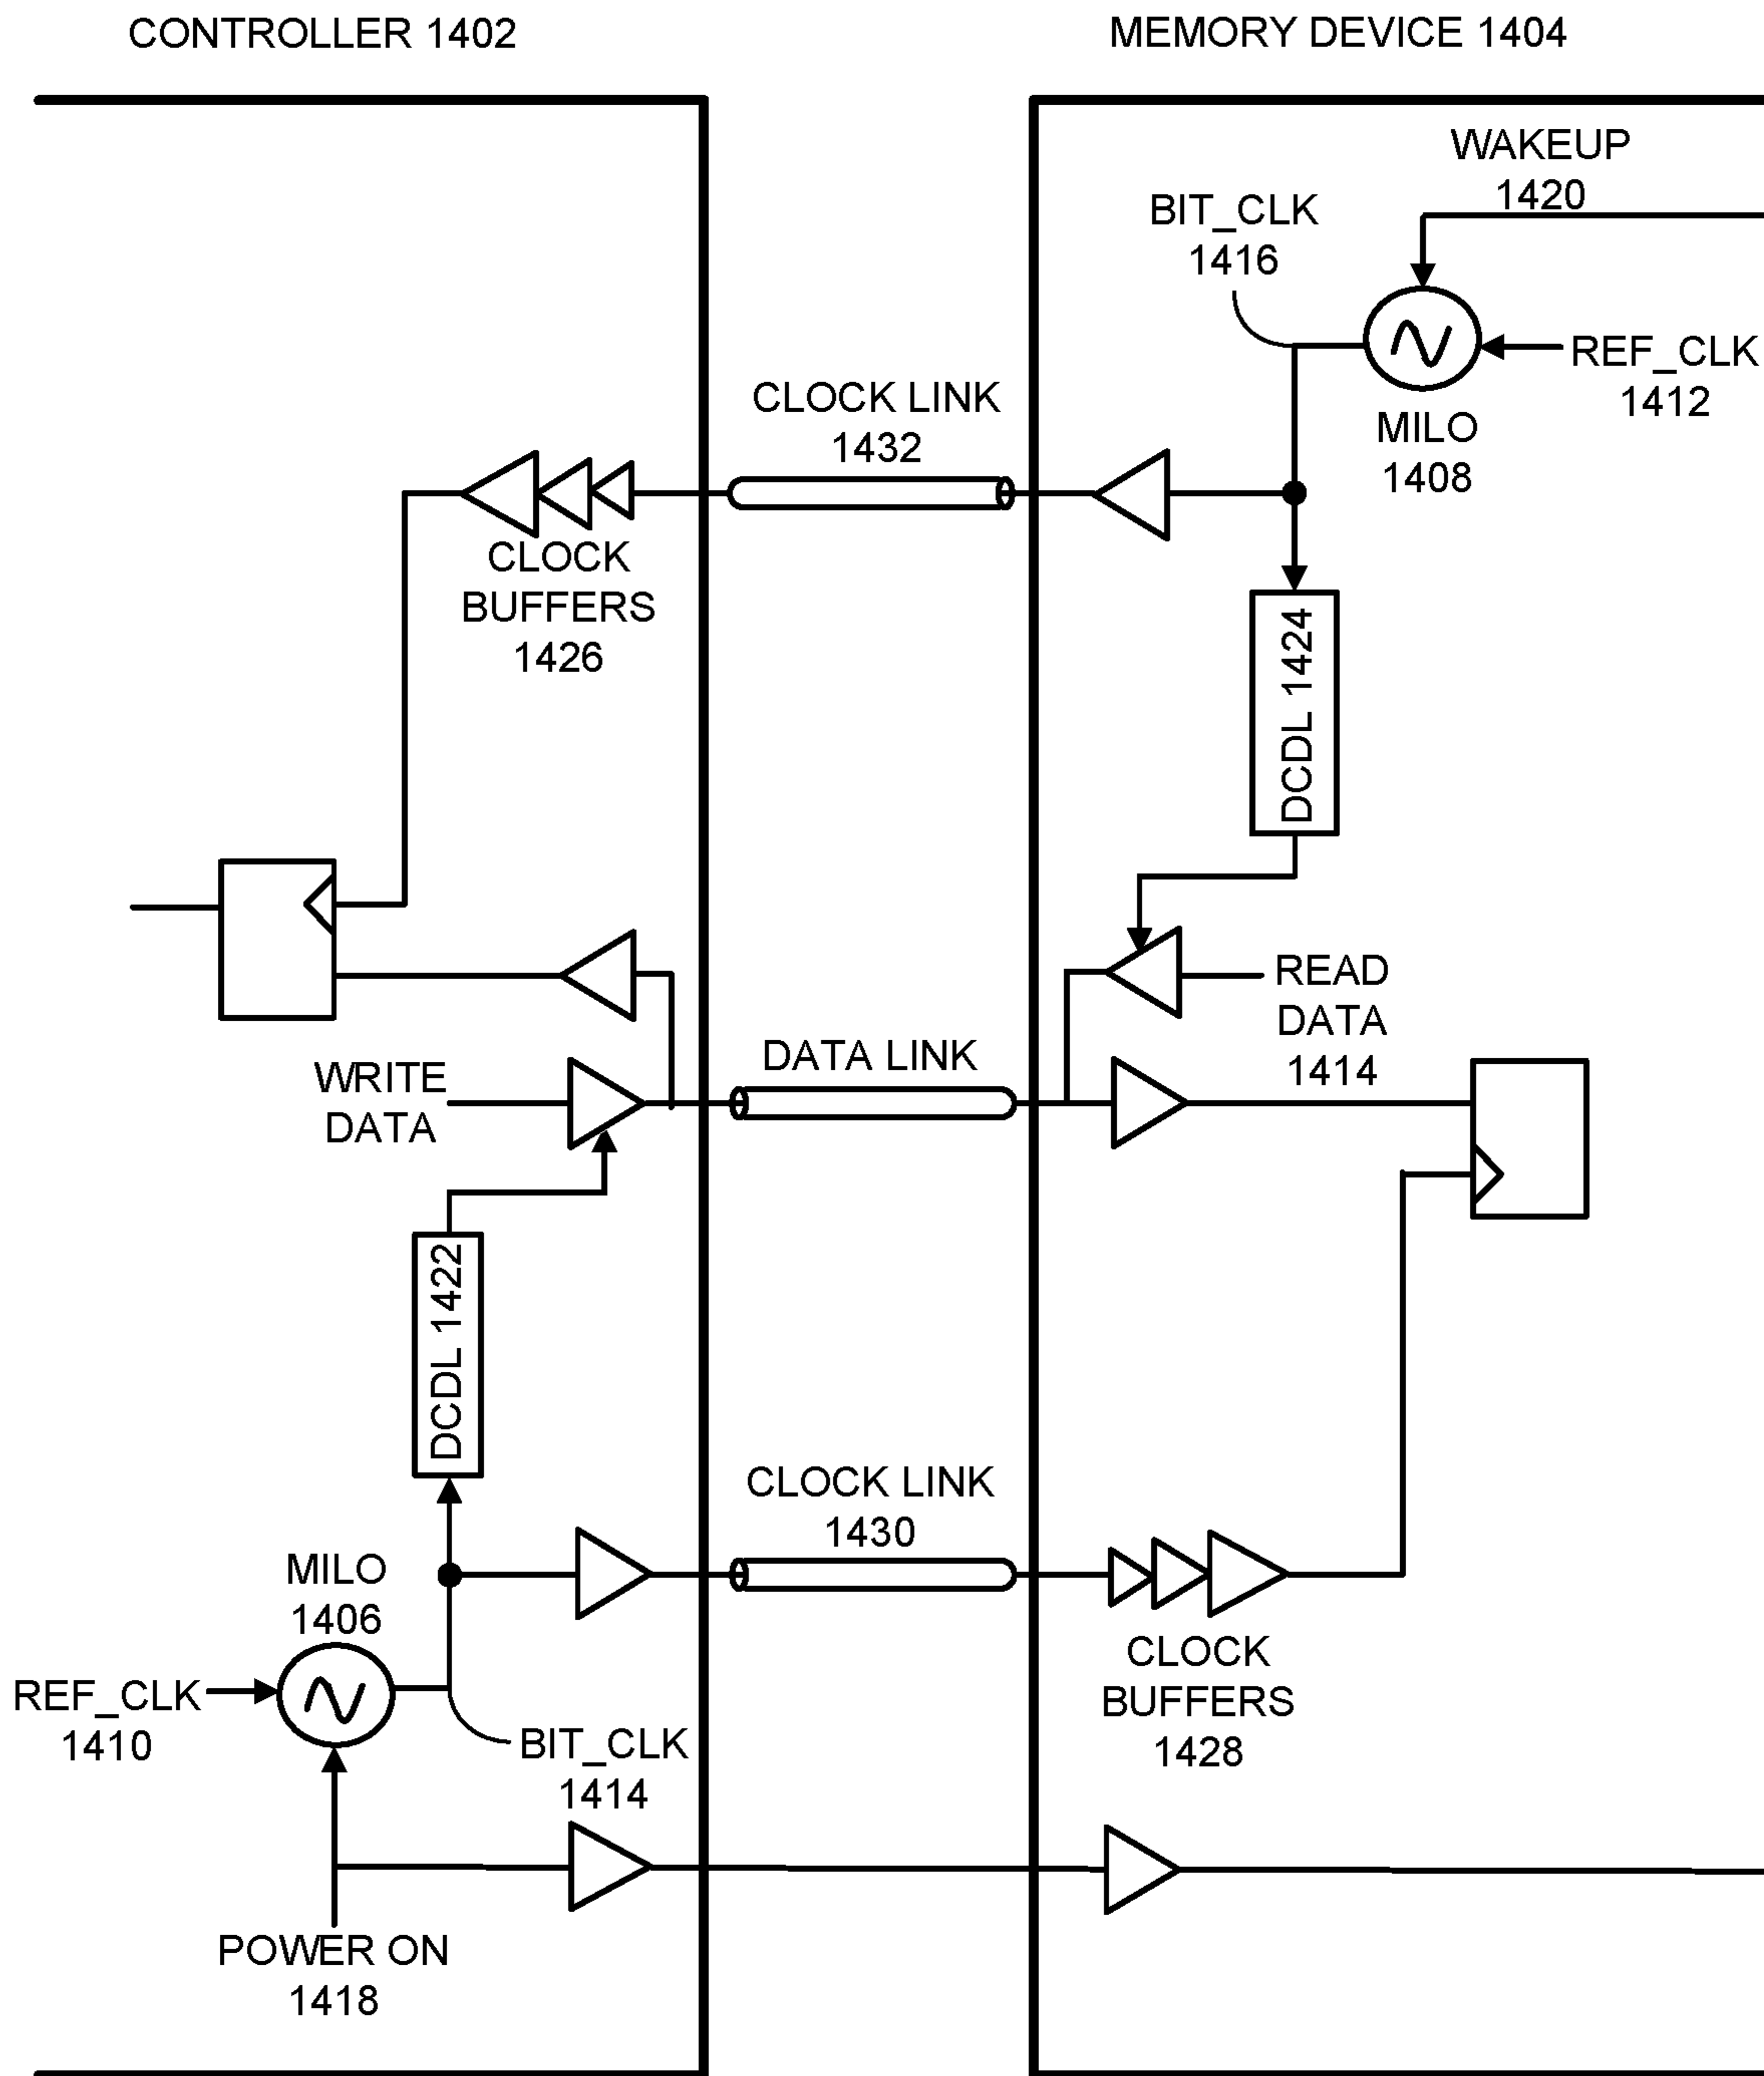 CONTROLLER 1402
MEMORY DEVICE 1404
WAKEUP
1420
BIT_CLK
1416
REF_CLK
1412
MILO
1408
CLOCK LINK
1432
CLOCK
BUFFERS
1426
DCDL 1424
READ
DATA
1414
DATA LINK
WRITE
DATA
DCDL 1422
CLOCK LINK
1430
MILO
1406
CLOCK
BUFFERS
1428
REF_CLK
1410
BIT_CLK
1414
POWER ON
1418